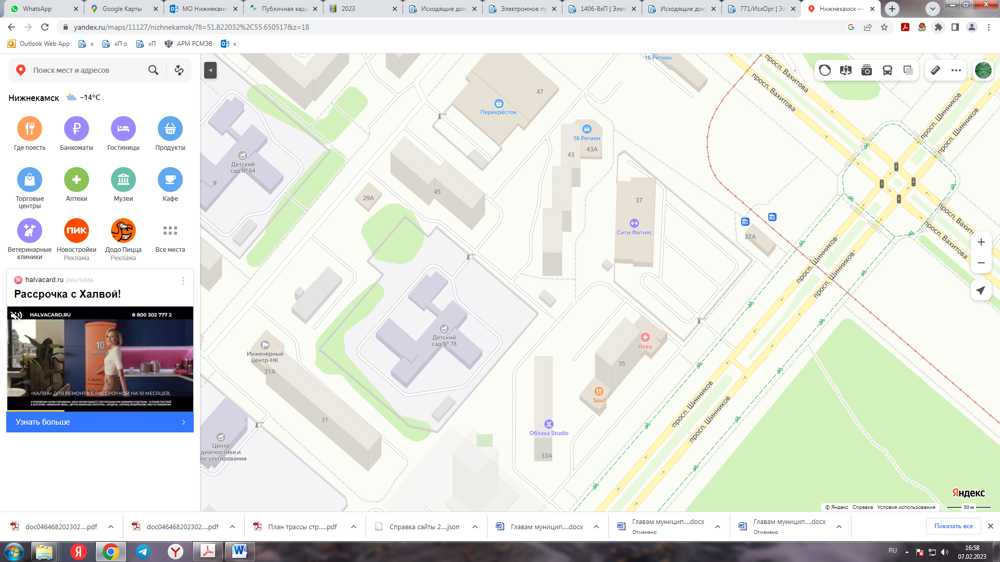 WhatsApp
Google Карты
МО Нижнекамс
Публичная када
2023
Исходящие доку
Электронное пр
1406-ВхП | Элек
Исходящие доку
771/ИсхОрг | Эл
Нижнекамск —
yandex.ru/maps/11127/nizhnekamsk/?ll=51.822032%2C55.650517&z=18
Outlook Web App
х
хП о
хП
АРМ РСМЭВ
х
Поиск мест и адресов
Нижнекамск
−14°C
Где поесть
Банкоматы
Гостиницы
Продукты
Торговые
центры
Аптеки
Музеи
Кафе
Ветеринарные
клиники
ПИК
Новостройки
Реклама
Додо Пицца
Реклама
Все места
halvacard.ru реклама
Рассрочка с Халвой!
HALVACARD.RU
8 800 302 777 2
10
«ХАЛВА» ДЛЯ РЕМОНТА С РАССРОЧКОЙ НА 10 МЕСЯЦЕВ,
Узнать больше
16 Регион
просп. Вахитова
просп. Вахитова
просп. Шинников
просп. Шинников
47
Перекрёсток
16 Регион
43А
43
Детский
сад № 64
9
45
29А
37
Сити Фитнес
37А
просп. Вахитова
просп. Шинников
просп. Шинников
Детский
сад № 78
Инженерный
центр-НК
31А
Нова
35
Soul
31
Облака Studio
33А
просп. Шинников
просп. Шинников
Центр
диагностики и
онсультирования
Яндекс
© Яндекс Справка Условия использования
30 м
doc046468202302....pdf
doc046468202302....pdf
План трассы стр.....pdf
Справка сайты 2....json
Главам муницип....docx
Главам муницип....docx
Отменено
Главам муницип....docx
Отменено
Показать все
RU
16:58
07.02.2023